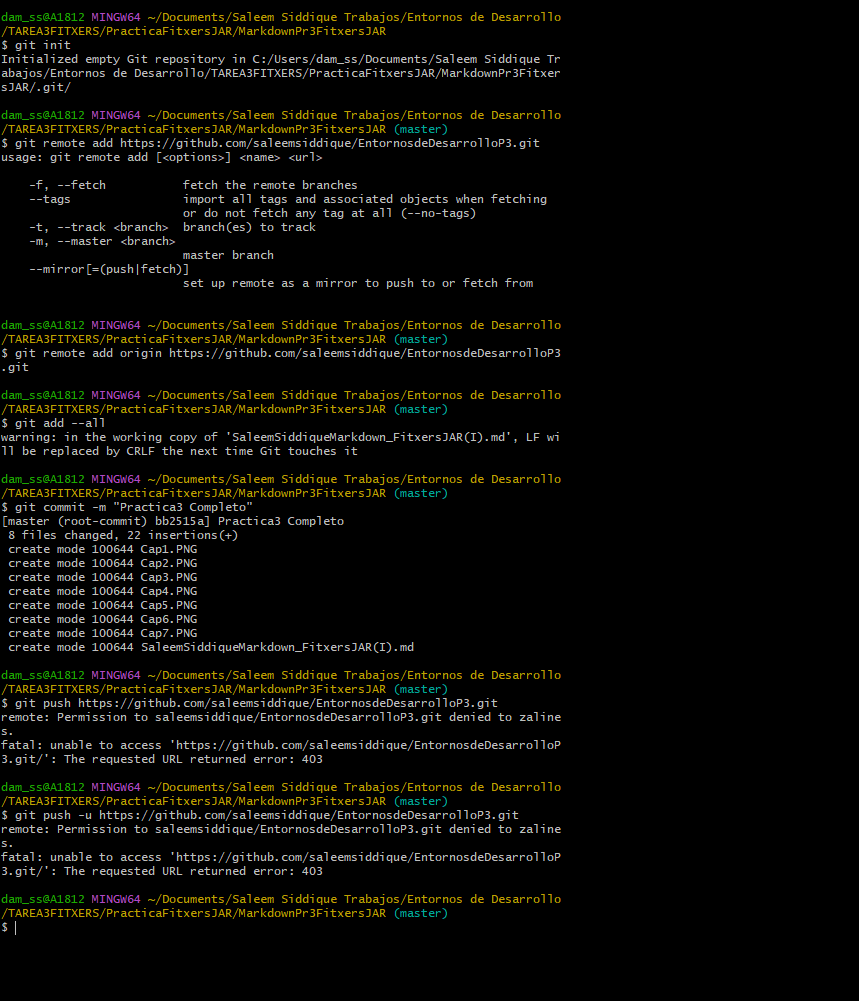 dam_ss@A1812 MINGW64 ~/Documents/Saleem Siddique Trabajos/Entornos de Desarrollo
/TAREA3FITXERS/PracticaFitxersJAR/MarkdownPr3FitxersJAR
$ git init
Initialized empty Git repository in C:/Users/dam_ss/Documents/Saleem Siddique Tr
abajos/Entornos de Desarrollo/TAREA3FITXERS/PracticaFitxersJAR/MarkdownPr3Fitxer
sJAR/.git/
dam_ss@A1812 MINGW64 ~/Documents/Saleem Siddique Trabajos/Entornos de Desarrollo
/TAREA3FITXERS/PracticaFitxersJAR/MarkdownPr3FitxersJAR (master)
$ git remote add https://github.com/saleemsiddique/EntornosdeDesarrolloP3.git
usage: git remote add [<options>] <name> <url>
    -f, --fetch           fetch the remote branches
    --tags                import all tags and associated objects when fetching
                          or do not fetch any tag at all (--no-tags)
    -t, --track <branch>  branch(es) to track
    -m, --master <branch>
                          master branch
    --mirror[=(push|fetch)]
                          set up remote as a mirror to push to or fetch from
dam_ss@A1812 MINGW64 ~/Documents/Saleem Siddique Trabajos/Entornos de Desarrollo
/TAREA3FITXERS/PracticaFitxersJAR/MarkdownPr3FitxersJAR (master)
$ git remote add origin https://github.com/saleemsiddique/EntornosdeDesarrolloP3
.git
dam_ss@A1812 MINGW64 ~/Documents/Saleem Siddique Trabajos/Entornos de Desarrollo
/TAREA3FITXERS/PracticaFitxersJAR/MarkdownPr3FitxersJAR (master)
$ git add --all
warning: in the working copy of 'SaleemSiddiqueMarkdown_FitxersJAR(I).md', LF wi
ll be replaced by CRLF the next time Git touches it
dam_ss@A1812 MINGW64 ~/Documents/Saleem Siddique Trabajos/Entornos de Desarrollo
/TAREA3FITXERS/PracticaFitxersJAR/MarkdownPr3FitxersJAR (master)
$ git commit -m "Practica3 Completo"
[master (root-commit) bb2515a] Practica3 Completo
 8 files changed, 22 insertions(+)
 create mode 100644 Cap1.PNG
 create mode 100644 Cap2.PNG
 create mode 100644 Cap3.PNG
 create mode 100644 Cap4.PNG
 create mode 100644 Cap5.PNG
 create mode 100644 Cap6.PNG
 create mode 100644 Cap7.PNG
 create mode 100644 SaleemSiddiqueMarkdown_FitxersJAR(I).md
dam_ss@A1812 MINGW64 ~/Documents/Saleem Siddique Trabajos/Entornos de Desarrollo
/TAREA3FITXERS/PracticaFitxersJAR/MarkdownPr3FitxersJAR (master)
$ git push https://github.com/saleemsiddique/EntornosdeDesarrolloP3.git
remote: Permission to saleemsiddique/EntornosdeDesarrolloP3.git denied to zaline
s.
fatal: unable to access 'https://github.com/saleemsiddique/EntornosdeDesarrolloP
3.git/': The requested URL returned error: 403
dam_ss@A1812 MINGW64 ~/Documents/Saleem Siddique Trabajos/Entornos de Desarrollo
/TAREA3FITXERS/PracticaFitxersJAR/MarkdownPr3FitxersJAR (master)
$ git push -u https://github.com/saleemsiddique/EntornosdeDesarrolloP3.git
remote: Permission to saleemsiddique/EntornosdeDesarrolloP3.git denied to zaline
s.
fatal: unable to access 'https://github.com/saleemsiddique/EntornosdeDesarrolloP
3.git/': The requested URL returned error: 403
dam_ss@A1812 MINGW64 ~/Documents/Saleem Siddique Trabajos/Entornos de Desarrollo
/TAREA3FITXERS/PracticaFitxersJAR/MarkdownPr3FitxersJAR (master)
$